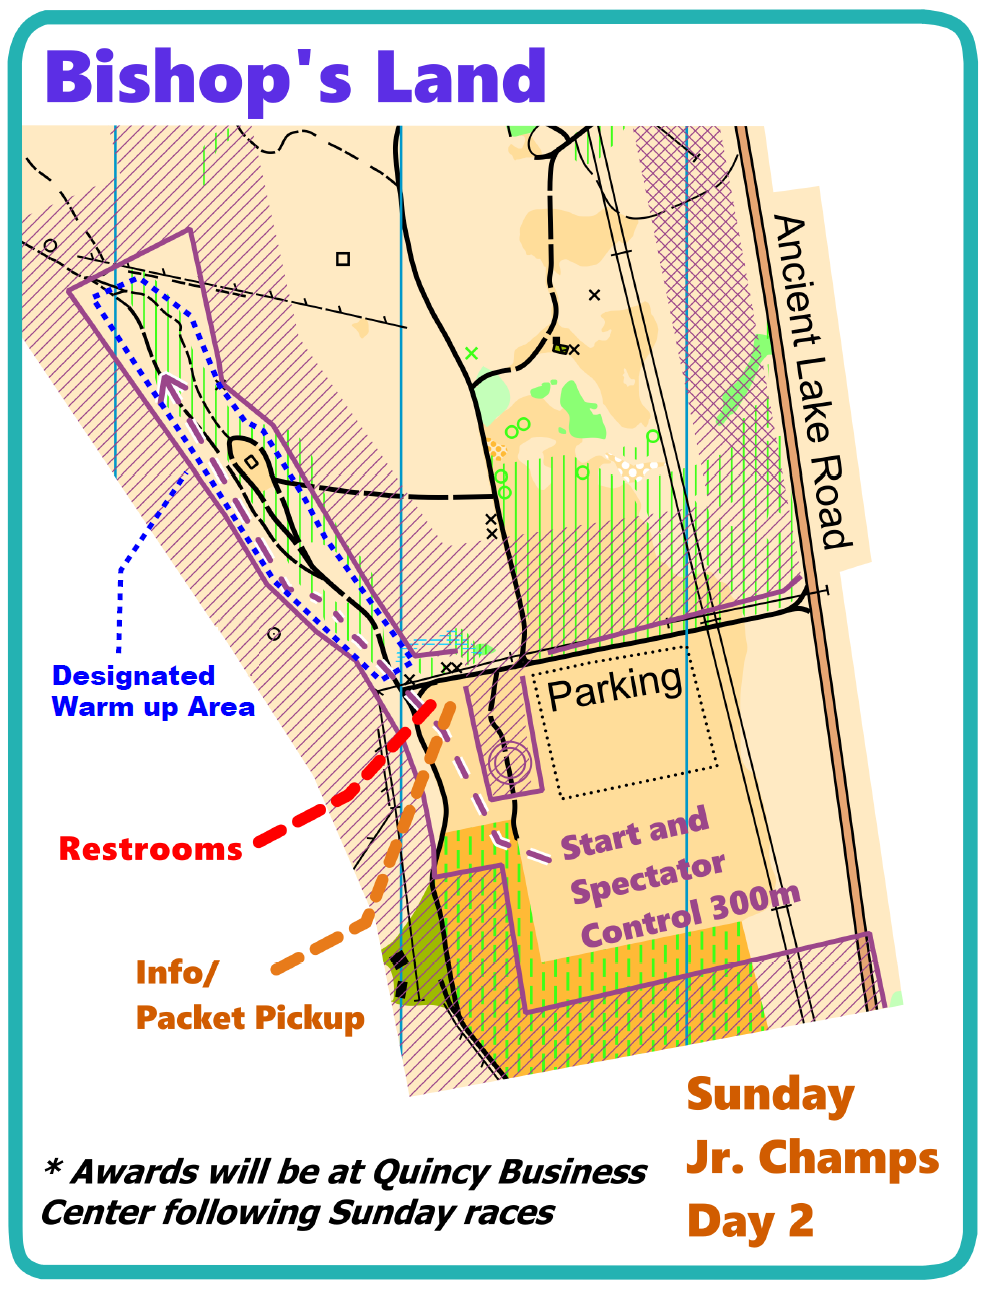 Bishop's Land
Ancient Lake Road
Designated
Warm up Area
Parking
Restrooms
Start and
Spectator
Control 300m
Info/
Packet Pickup
Sunday
Jr. Champs
Day 2
* Awards will be at Quincy Business
Center following Sunday races